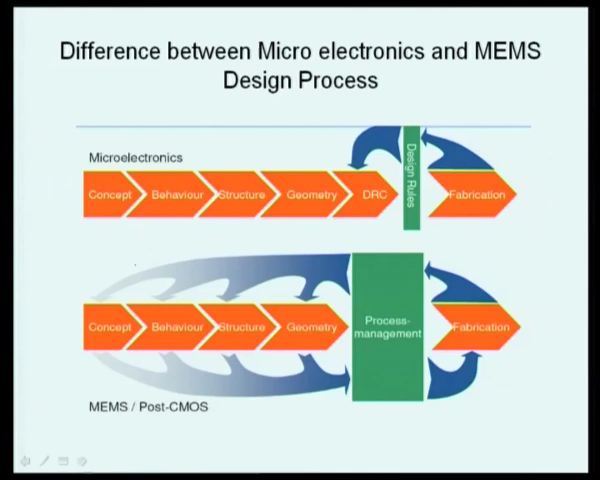 Difference between Micro electronics and MEMS
Design Process
Microelectronics
Concept
Behaviour
Structure
Geometry
DRC
Design Rules
Fabrication
Concept
Behaviour
Structure
Geometry
Process-
management
Fabrication
MEMS / Post-CMOS